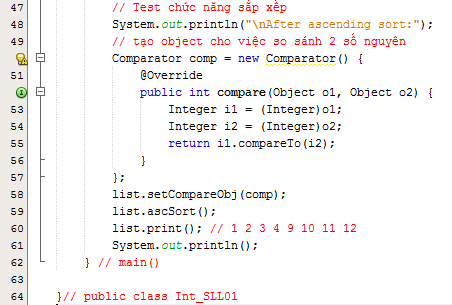 47 // Test chức năng sắp xếp
48 System.out.println("\nAfter ascending sort:");
49 // tạo object cho việc so sánh 2 số nguyên
Comparator comp = new Comparator() {
51 @Override
public int compare(Object o1, Object o2) {
53 Integer i1 = (Integer)o1;
54 Integer i2 = (Integer)o2;
55 return i1.compareTo(i2);
56 }
57 };
58 list.setCompareObj(comp);
59 list.ascSort();
60 list.print(); // 1 2 3 4 9 10 11 12
61 System.out.println();
62 } // main()
63
64 }// public class Int_SLL01